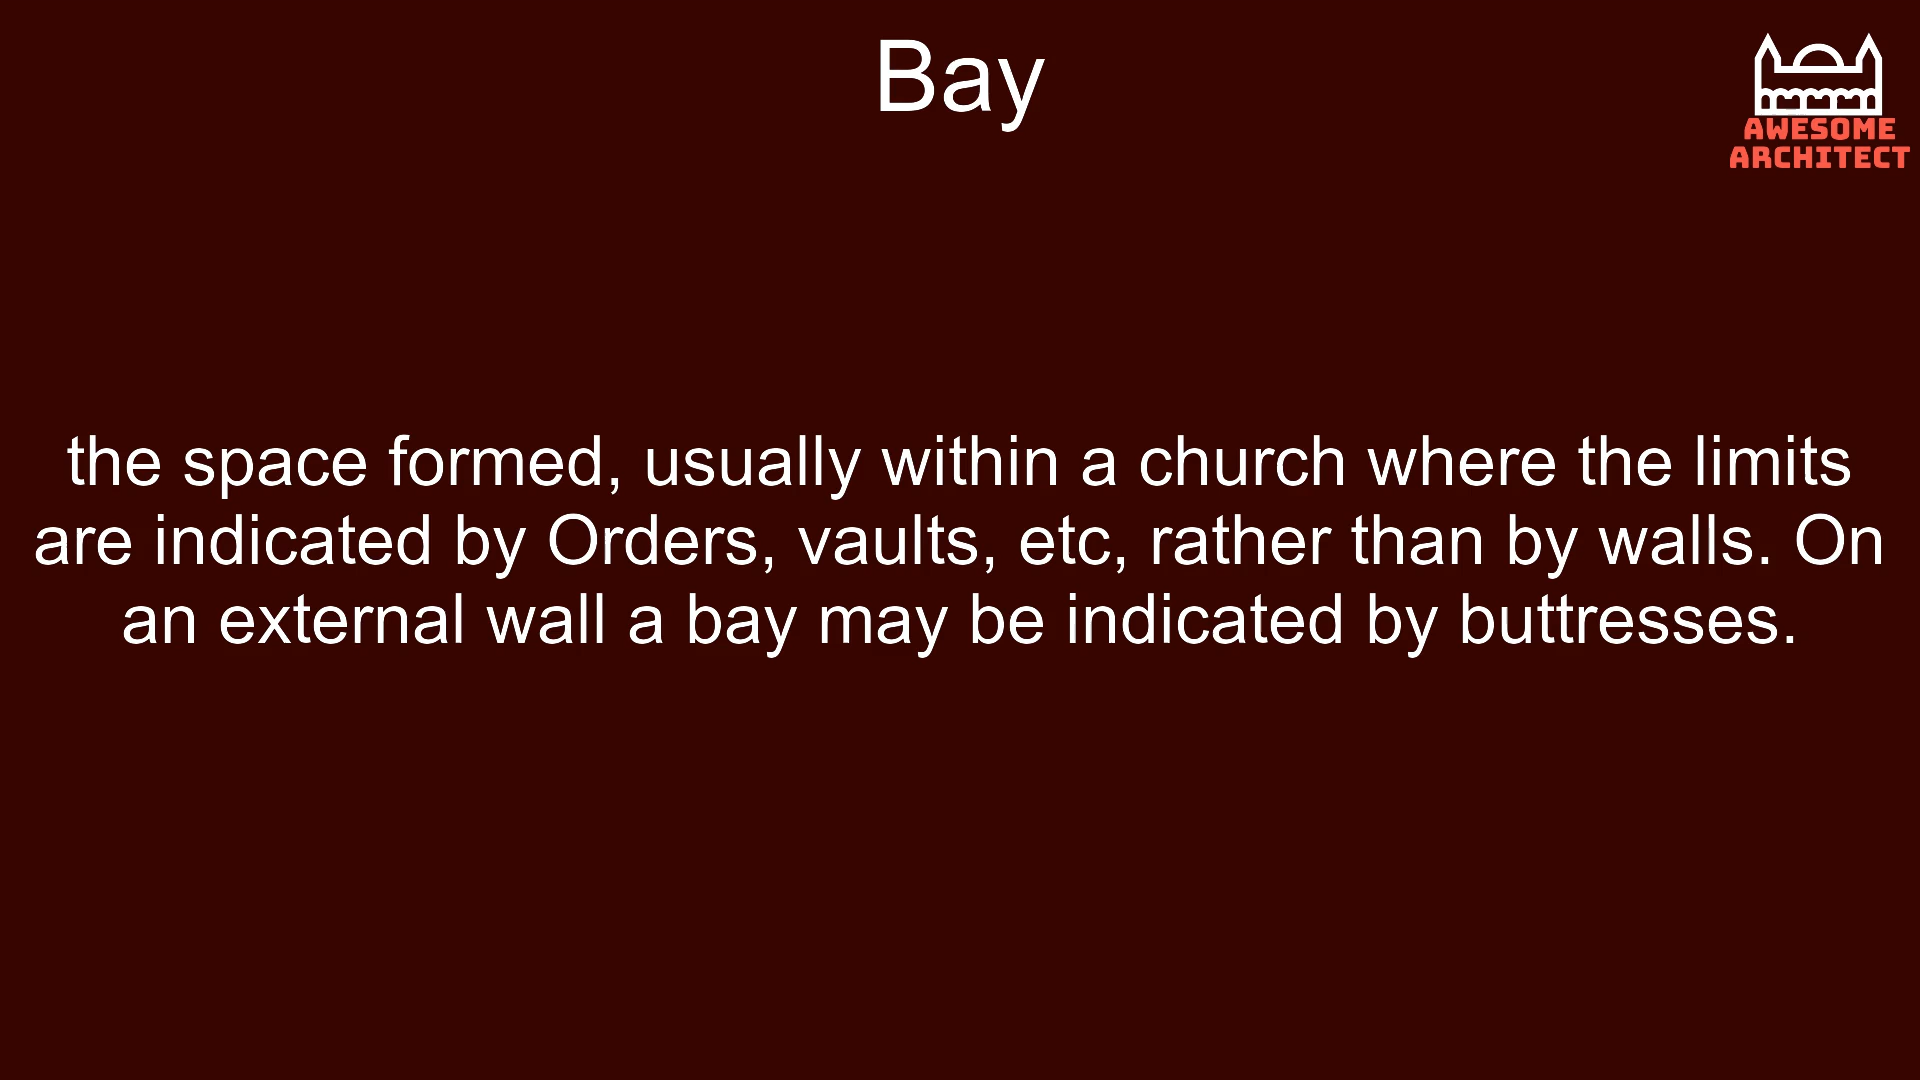 Bay
AWESOME
ARCHITECT
the space formed, usually within a church where the limits
are indicated by Orders, vaults, etc, rather than by walls. On
an external wall a bay may be indicated by buttresses.